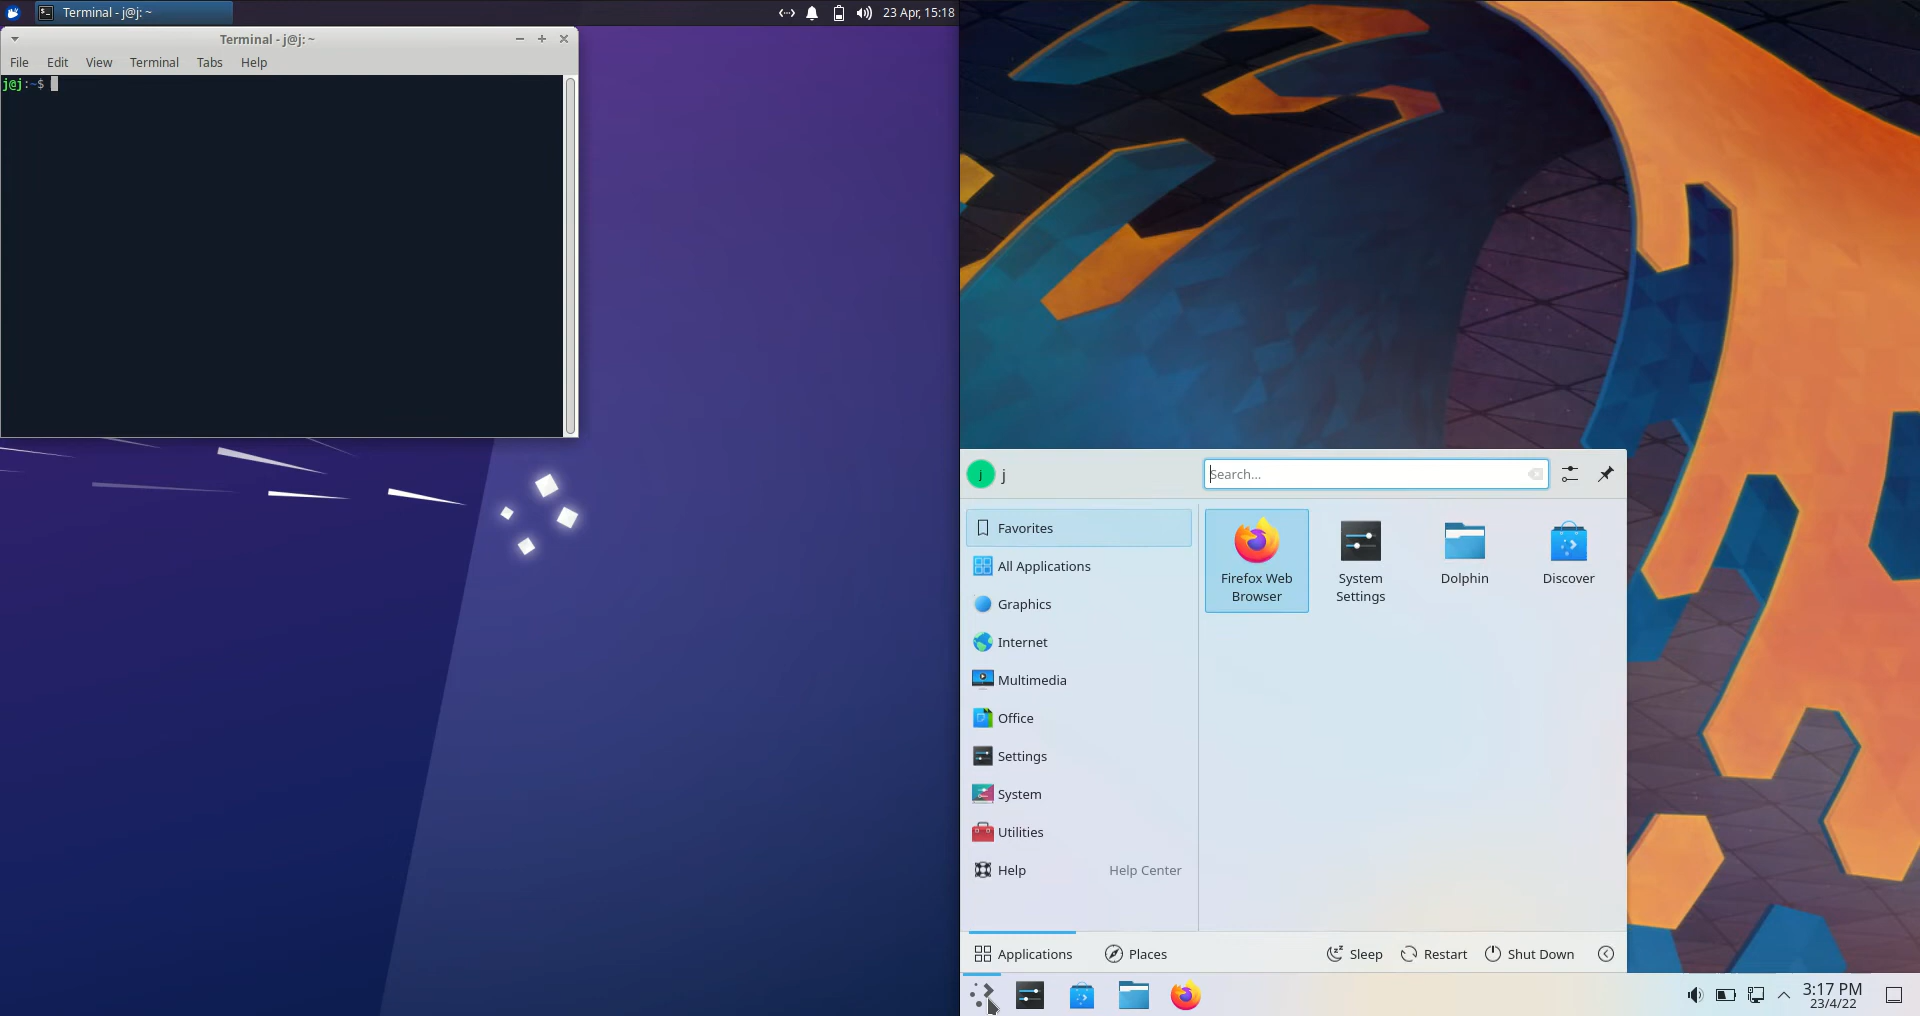 Terminal - j@j: ~
23 Apr, 15:18
Terminal - j@j: ~
File Edit View Terminal Tabs Help
j@j:~$
j
j
Search...
Favorites
All Applications
Graphics
Internet
Multimedia
Office
Settings
System
Utilities
Help
Help Center
Firefox Web
Browser
System
Settings
Dolphin
Discover
Applications
Places
Sleep
Restart
Shut Down
3:17 PM
23/4/22